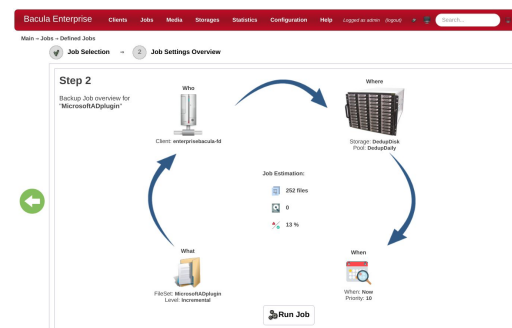 Bacula Enterprise Clients Jobs Media Storages Statistics Configuration Help Logged as admin (logout) Search...
Main → Jobs → Defined Jobs
Job Selection → 2 Job Settings Overview
Step 2
Backup Job overview for
"MicrosoftADplugin"
Who
Client: enterprisebacula-fd
Where
Storage: DedupDisk
Pool: DedupDaily
Job Estimation:
252 files
0
13 %
What
FileSet: MicrosoftADplugin
Level: Incremental
When
When: Now
Priority: 10
Run Job